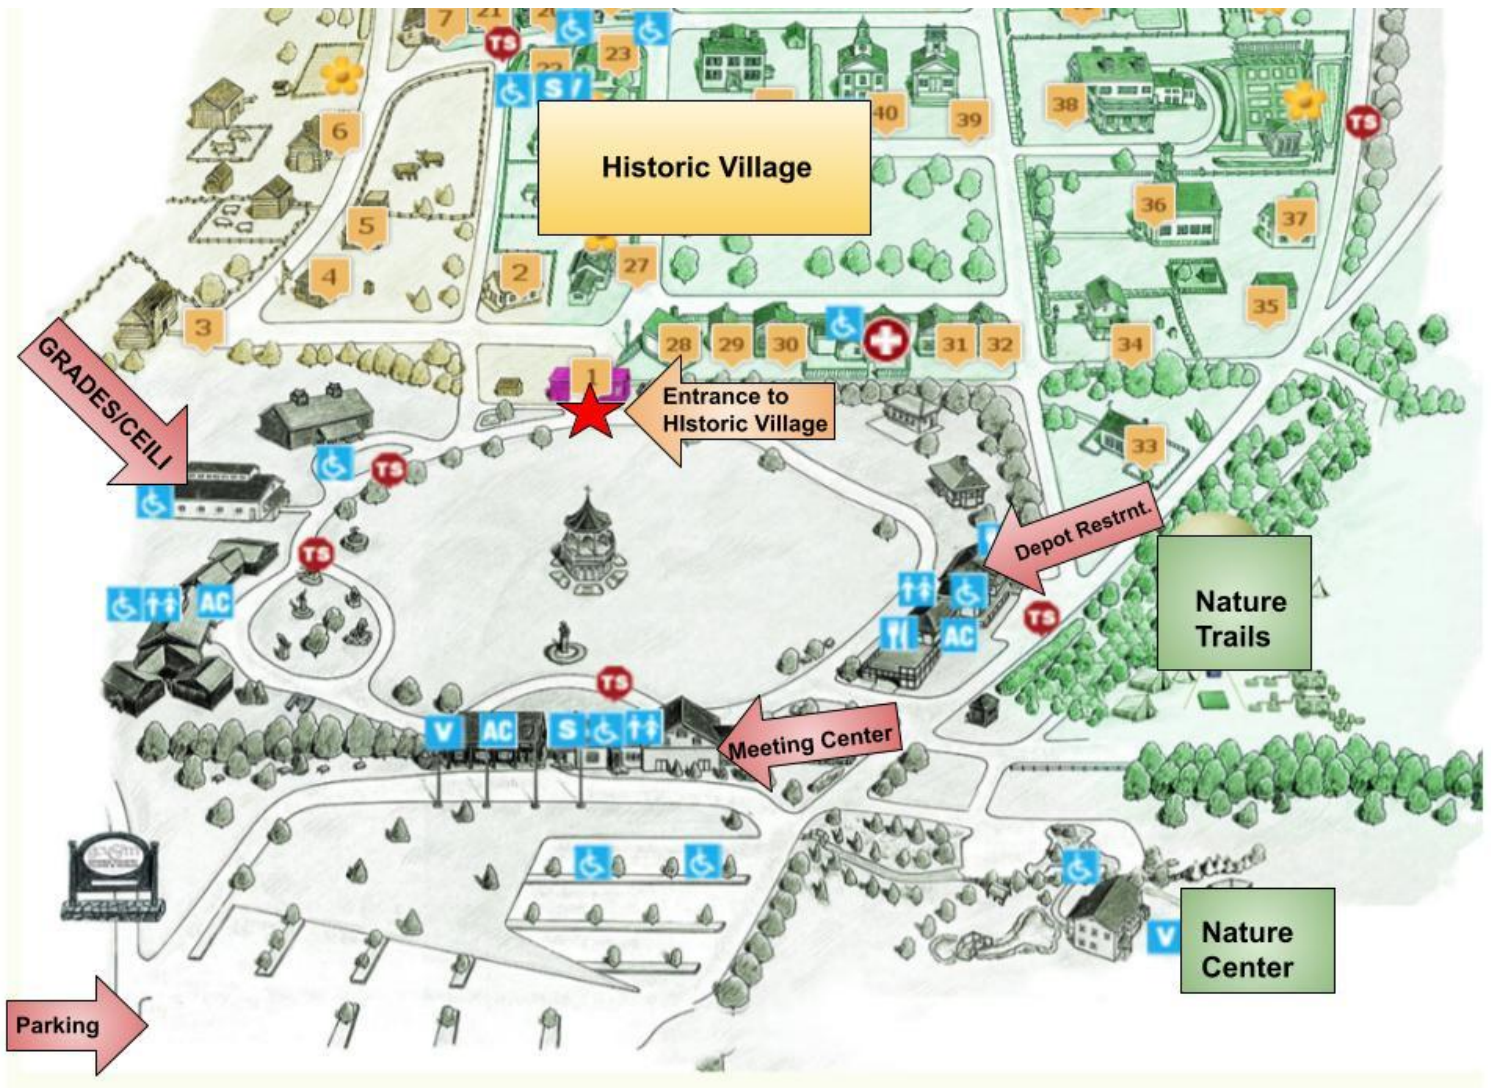 7
21
TS
23
22
S
6
40
39
38
TS
Historic Village
5
36
37
4
2
27
3
35
28
29
30
31
32
34
1
GRADES/CEILI
Entrance to
HIstoric Village
33
TS
Depot Restrnt.
TS
AC
Nature
Trails
TS
AC
TS
V
AC
S
Meeting Center
V
Nature
Center
Parking